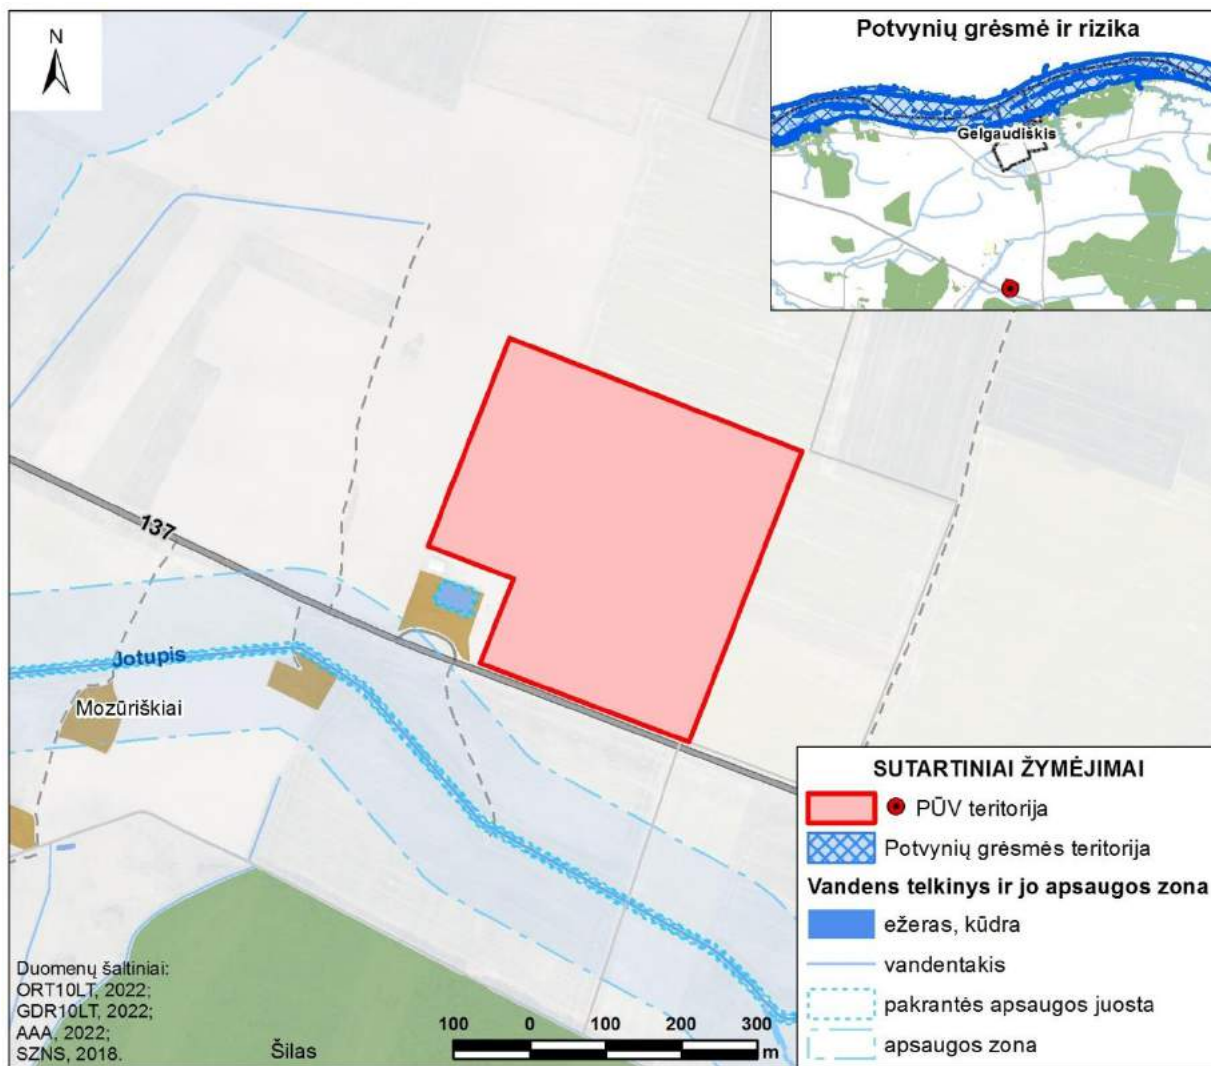 N
Potvynių grėsmė ir rizika
Gelgaudiškis
137
Jotupis
Mozūriškiai
SUTARTINIAI ŽYMĖJIMAI
PŪV teritorija
Potvynių grėsmės teritorija
Vandens telkinys ir jo apsaugos zona
ežeras, kūdra
vandentakis
pakrantės apsaugos juosta
apsaugos zona
Duomenų šaltiniai:
ORT10LT, 2022;
GDR10LT, 2022;
AAA, 2022;
SZNS, 2018.
Šilas
100 0 100 200 300
m